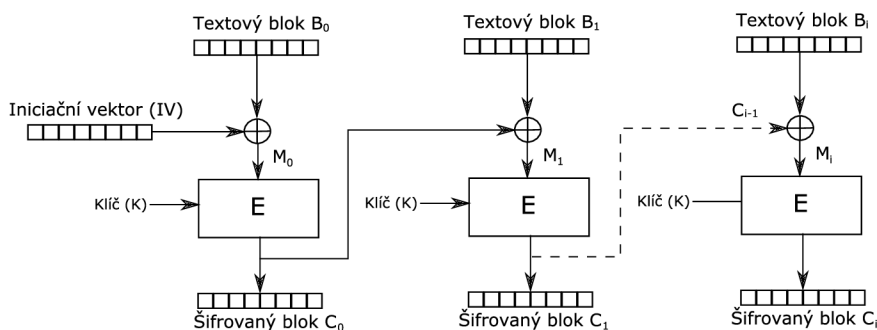 Textový blok B₀
Textový blok B₁
Textový blok Bᵢ
Iniciační vektor (IV)
Cᵢ₋₁
M₀
M₁
Mᵢ
Klíč (K)
E
Klíč (K)
E
Klíč (K)
E
Šifrovaný blok C₀
Šifrovaný blok C₁
Šifrovaný blok Cᵢ